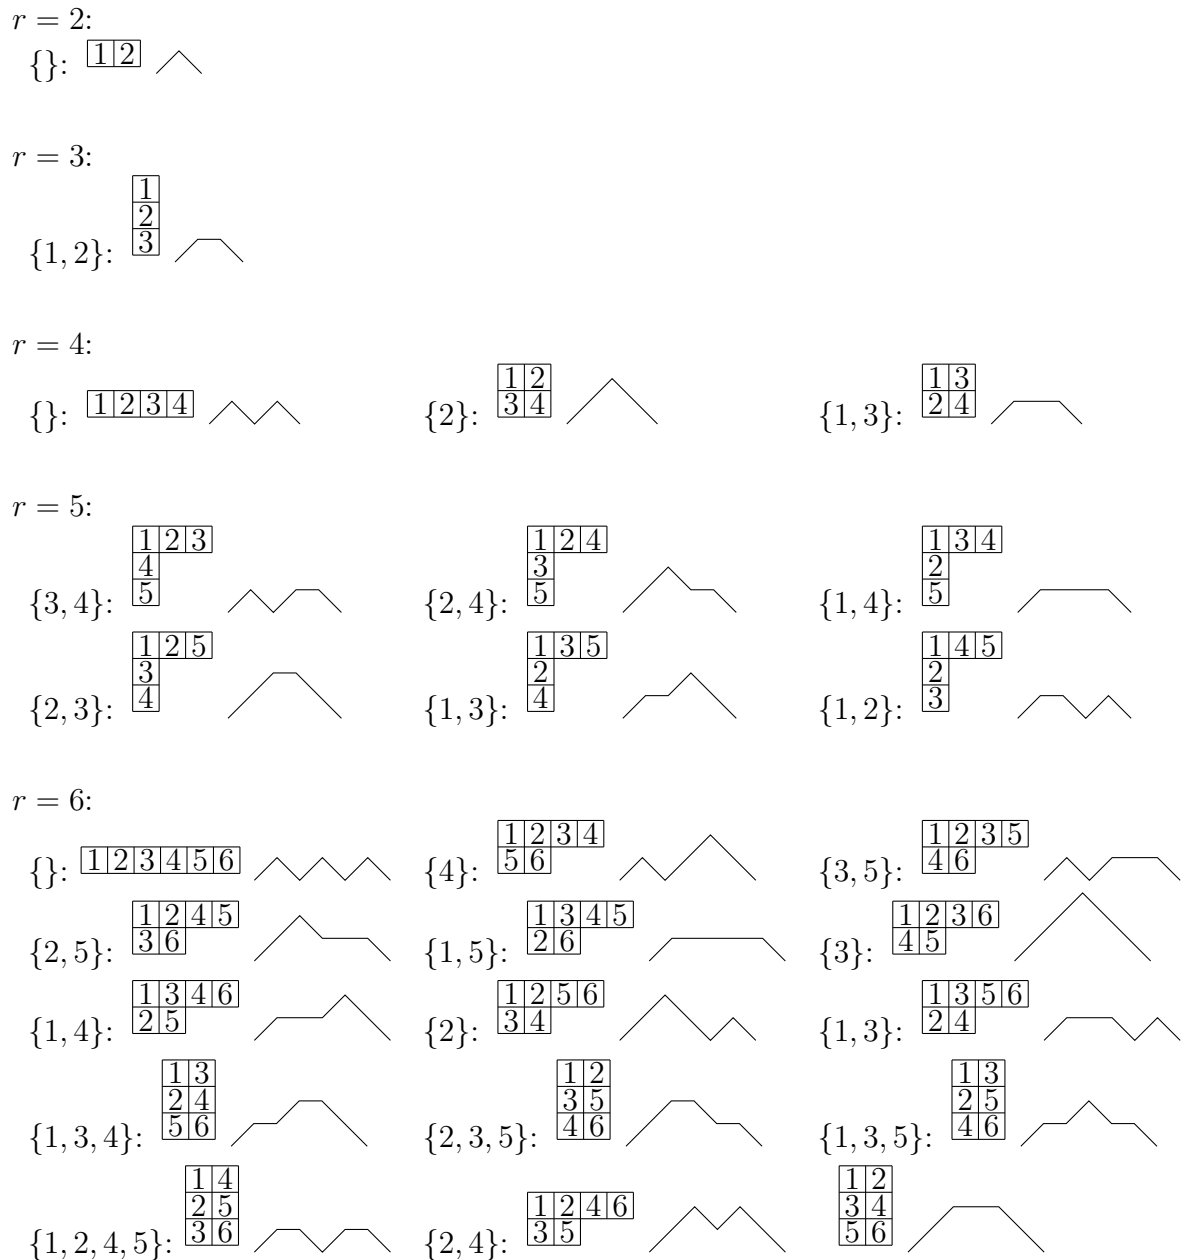 r = 2:
{}: 1 2
r = 3:
1
2
{1, 2}: 3
r = 4:
1 2 1 3
{}: 1 2 3 4 {2}: 3 4 {1, 3}: 2 4
r = 5:
1 2 3 1 2 4 1 3 4
4 3 2
{3, 4}: 5 {2, 4}: 5 {1, 4}: 5
1 2 5 1 3 5 1 4 5
3 2 2
{2, 3}: 4 {1, 3}: 4 {1, 2}: 3
r = 6:
1 2 3 4 1 2 3 5
{}: 1 2 3 4 5 6 {4}: 5 6 {3, 5}: 4 6
1 2 4 5 1 3 4 5 1 2 3 6
{2, 5}: 3 6 {1, 5}: 2 6 {3}: 4 5
1 3 4 6 1 2 5 6 1 3 5 6
{1, 4}: 2 5 {2}: 3 4 {1, 3}: 2 4
1 3 1 2 1 3
2 4 3 5 2 5
{1, 3, 4}: 5 6 {2, 3, 5}: 4 6 {1, 3, 5}: 4 6
1 4 1 2
2 5 1 2 4 6 3 4
{1, 2, 4, 5}: 3 6 {2, 4}: 3 5 5 6